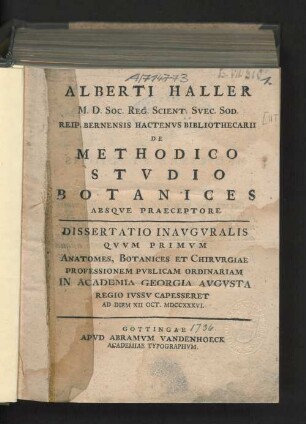 A/74773
ALBERTI HALLER
M. D. SOC. REG. SCIENT. SVEC. SOD.
REIP. BERNENSIS HACTENVS BIBLIOTHECARII
DE
METHODICO
STVDIO
BOTANICES
ABSQVE PRAECEPTORE
DISSERTATIO INAVGVRALIS
QVVM PRIMVM
ANATOMES, BOTANICES ET CHIRVRGIAE
PROFESSIONEM PVBLICAM ORDINARIAM
IN ACADEMIA GEORGIA AVGVSTA
REGIO IVSSV CAPESSERET
AD DIEM XII OCT. MDCCXXXVI.
GOTTINGAE 1736
APVD ABRAMVM VANDENHOECK
ACADEMIAE TYPOGRAPHVM.